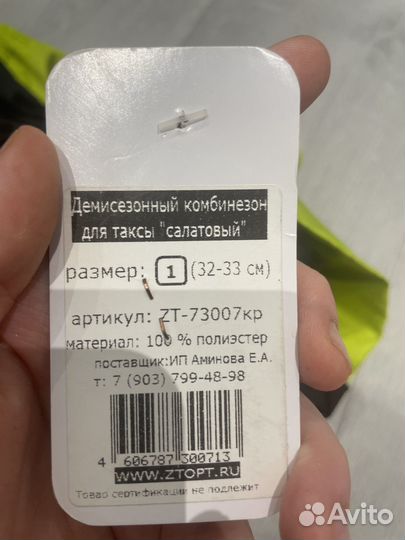 Демисезонный комбинезон
для таксы "салатовый"
размер: 1 (32-33 см)
артикул: ZT-73007кр
материал: 100 % полиэстер
поставщик:ИП Аминова Е.А.
т: 7 (903) 799-48-98
4 606787 300713
WWW.ZTOPT.RU
Товар сертификации не подлежит
Avito